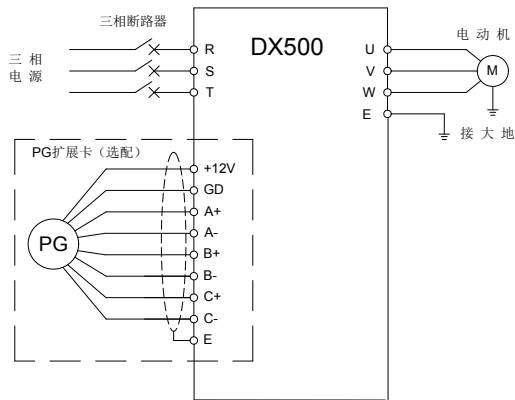 三相断路器
三 相
电 源
R
S
T
DX500
U
V
W
E
电 动 机
M
接 大 地
PG扩展卡（选配）
PG
+12V
GD
A+
A-
B+
B-
C+
C-
E